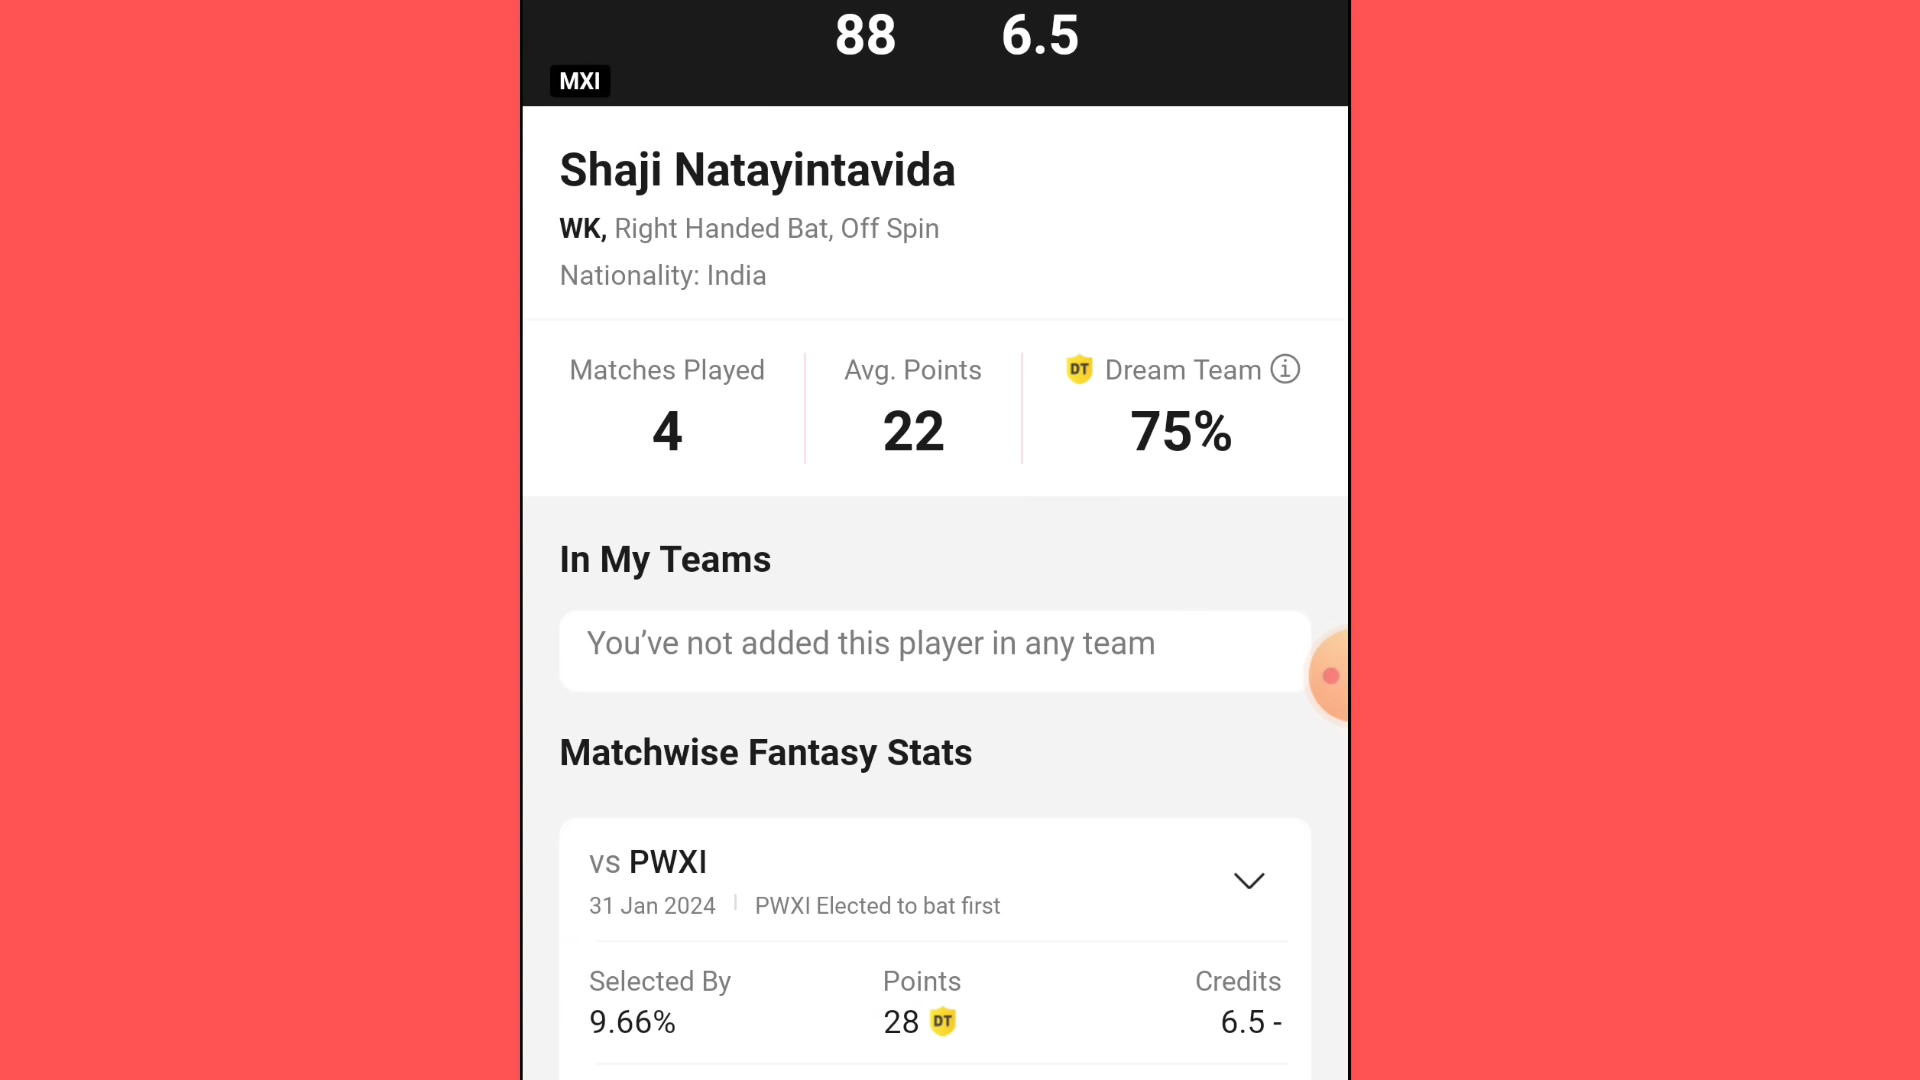 88 6.5
MXI
Shaji Natayintavida
WK, Right Handed Bat, Off Spin
Nationality: India
Matches Played Avg. Points DT Dream Team i
4 22 75%
In My Teams
You’ve not added this player in any team
Matchwise Fantasy Stats
vs PWXI
31 Jan 2024 PWXI Elected to bat first
Selected By Points Credits
9.66% 28 DT 6.5 -